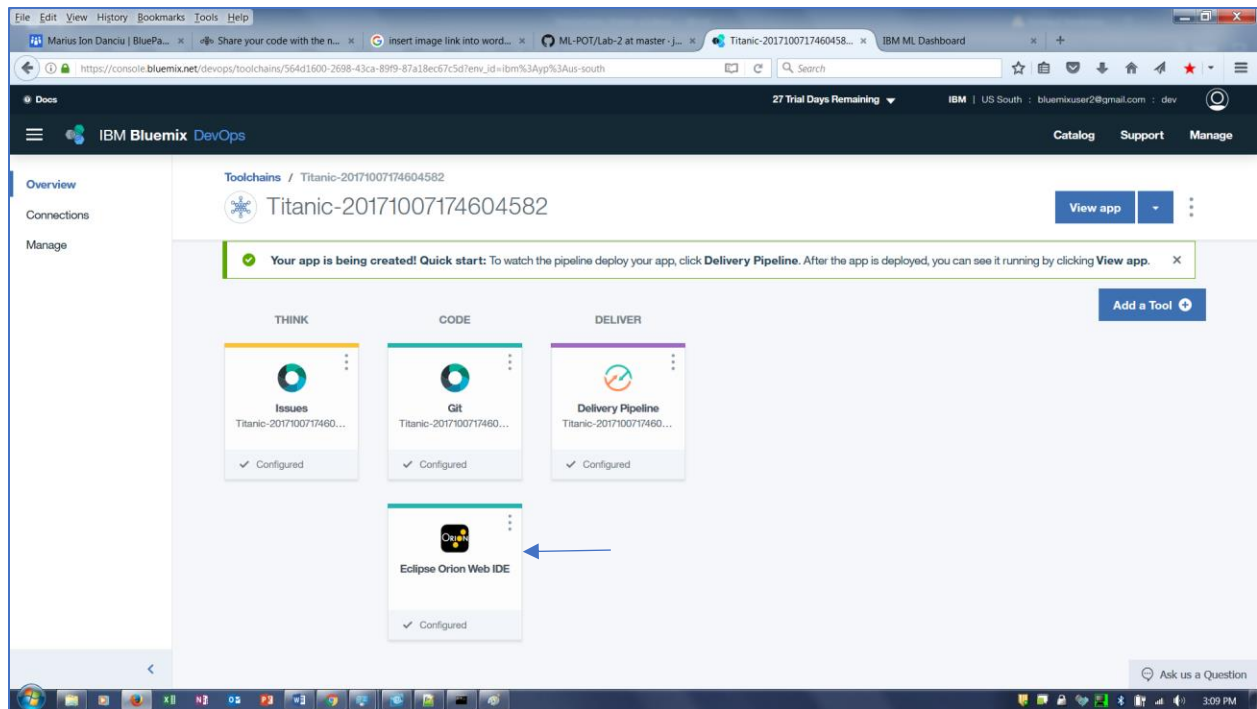 File Edit View History Bookmarks Tools Help
Marius Ion Danciu | BluePa... × Share your code with the n... × insert image link into word... × ML-POT/Lab-2 at master · j... × Titanic-2017100717460458... × IBM ML Dashboard × +
https://console.bluemix.net/devops/toolchains/564d1600-2698-43ca-89f9-87a18ec67c5d?env_id=ibm%3Ayp%3Aus-south Search
Docs 27 Trial Days Remaining IBM | US South : bluemixuser2@gmail.com : dev
IBM Bluemix DevOps Catalog Support Manage
Overview
Connections
Manage
Toolchains / Titanic-20171007174604582
Titanic-20171007174604582
View app
Your app is being created! Quick start: To watch the pipeline deploy your app, click Delivery Pipeline. After the app is deployed, you can see it running by clicking View app. ×
Add a Tool
THINK CODE DELIVER
Issues Git Delivery Pipeline
Titanic-2017100717460... Titanic-2017100717460... Titanic-2017100717460...
Configured Configured Configured
ORION
Eclipse Orion Web IDE
Configured
Ask us a Question
3:09 PM